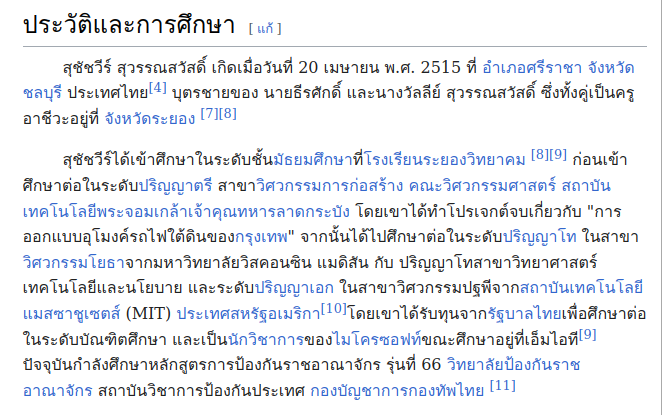 ประวัติและการศึกษา [ แก้ ]
สุชัชวีร์ สุวรรณสวัสดิ์ เกิดเมื่อวันที่ 20 เมษายน พ.ศ. 2515 ที่ อำเภอศรีราชา จังหวัด
ชลบุรี ประเทศไทย[4] บุตรชายของ นายธีรศักดิ์ และนางวัลลีย์ สุวรรณสวัสดิ์ ซึ่งทั้งคู่เป็นครู
อาชีวะอยู่ที่ จังหวัดระยอง [7][8]
สุชัชวีร์ได้เข้าศึกษาในระดับชั้นมัธยมศึกษาที่โรงเรียนระยองวิทยาคม [8][9] ก่อนเข้า
ศึกษาต่อในระดับปริญญาตรี สาขาวิศวกรรมการก่อสร้าง คณะวิศวกรรมศาสตร์ สถาบัน
เทคโนโลยีพระจอมเกล้าเจ้าคุณทหารลาดกระบัง โดยเขาได้ทำโปรเจกต์จบเกี่ยวกับ "การ
ออกแบบอุโมงค์รถไฟใต้ดินของกรุงเทพ" จากนั้นได้ไปศึกษาต่อในระดับปริญญาโท ในสาขา
วิศวกรรมโยธาจากมหาวิทยาลัยวิสคอนซิน แมดิสัน กับ ปริญญาโทสาขาวิทยาศาสตร์
เทคโนโลยีและนโยบาย และระดับปริญญาเอก ในสาขาวิศวกรรมปฐพีจากสถาบันเทคโนโลยี
แมสซาชูเซตส์ (MIT) ประเทศสหรัฐอเมริกา[10]โดยเขาได้รับทุนจากรัฐบาลไทยเพื่อศึกษาต่อ
ในระดับบัณฑิตศึกษา และเป็นนักวิชาการของไมโครซอฟท์ขณะศึกษาอยู่ที่เอ็มไอที[9]
ปัจจุบันกำลังศึกษาหลักสูตรการป้องกันราชอาณาจักร รุ่นที่ 66 วิทยาลัยป้องกันราช
อาณาจักร สถาบันวิชาการป้องกันประเทศ กองบัญชาการกองทัพไทย [11]